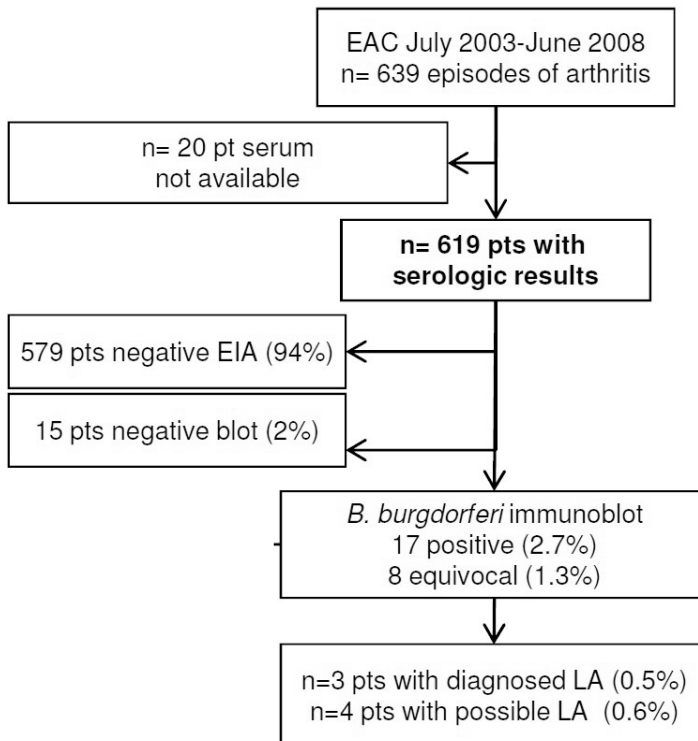 EAC July 2003-June 2008
n= 639 episodes of arthritis
n= 20 pt serum
not available
n= 619 pts with
serologic results
579 pts negative EIA (94%)
15 pts negative blot (2%)
B. burgdorferi immunoblot
17 positive (2.7%)
8 equivocal (1.3%)
n=3 pts with diagnosed LA (0.5%)
n=4 pts with possible LA (0.6%)